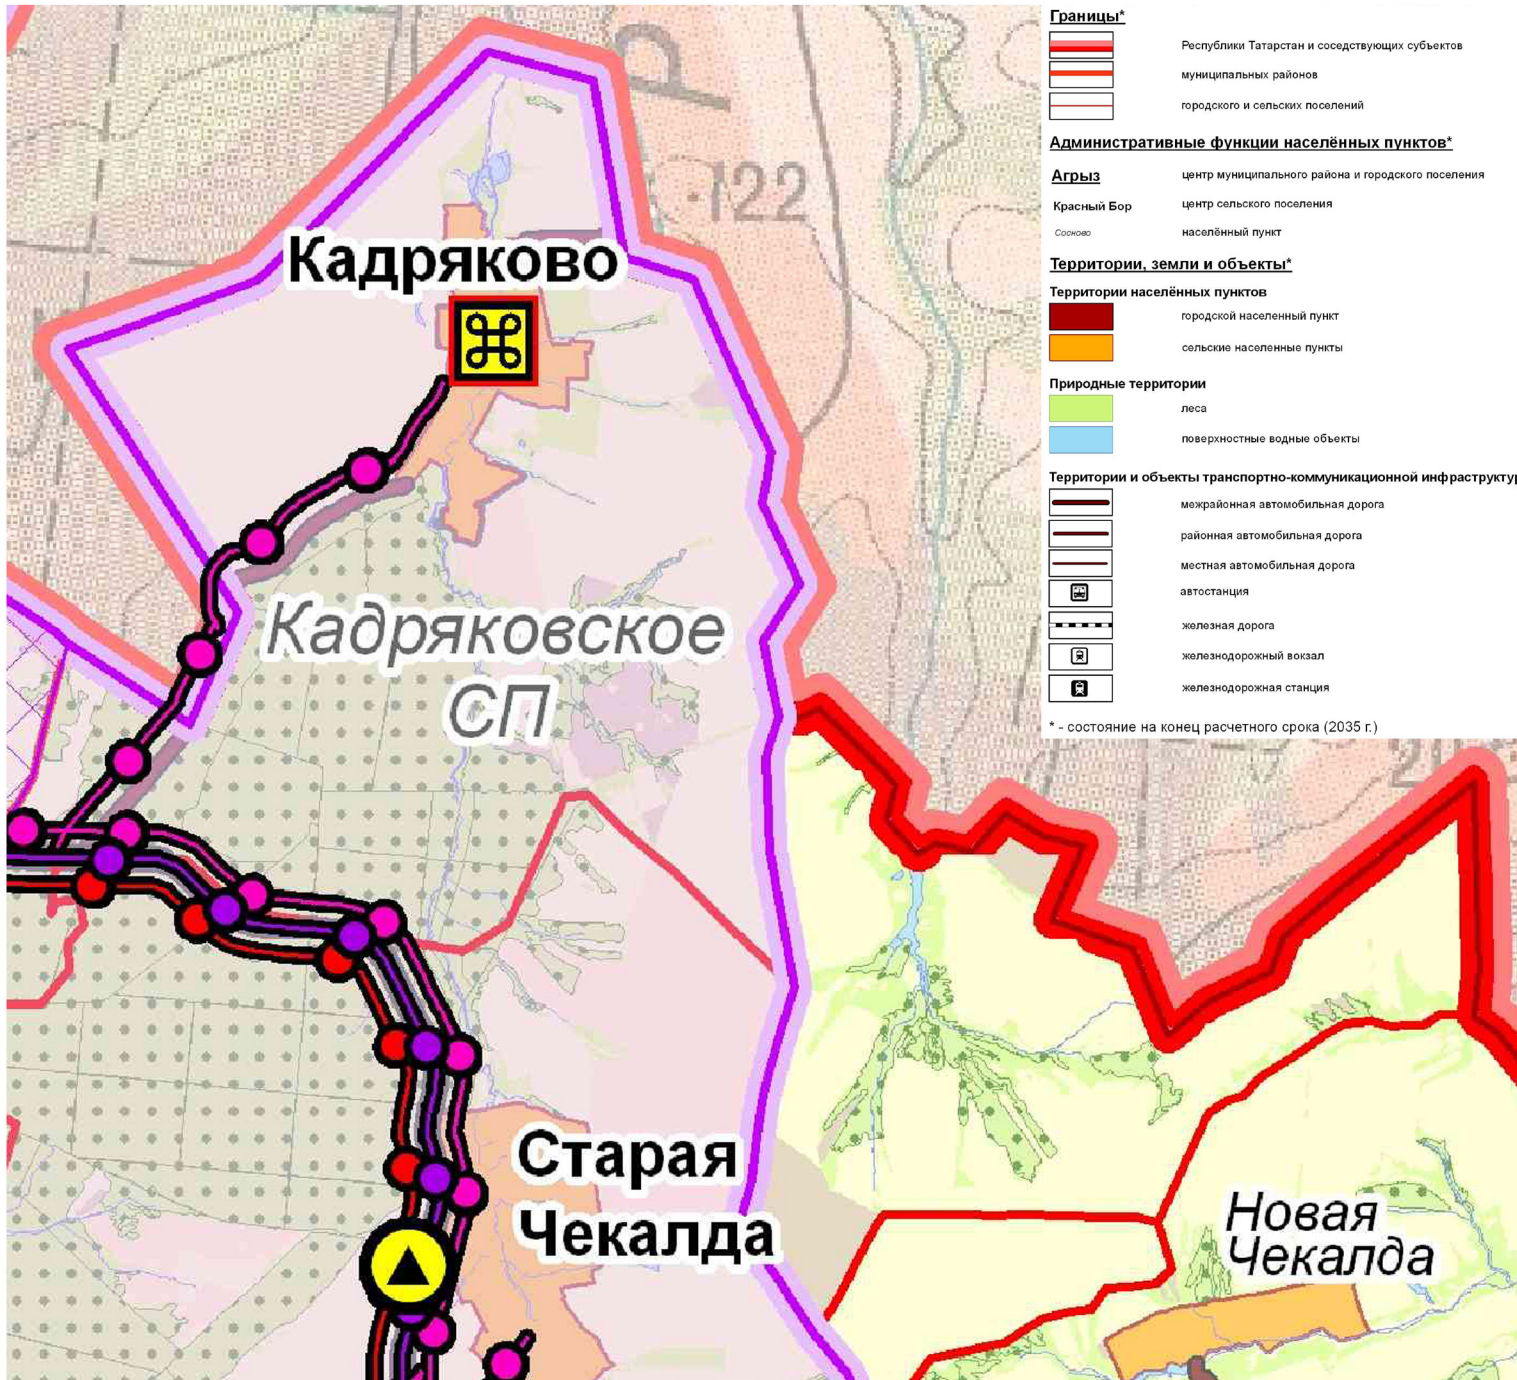 Кадряково
122
Кадряковское
СП
Старая
Чекалда
Новая
Чекалда
Границы*
Республики Татарстан и соседствующих субъектов
муниципальных районов
городского и сельских поселений
Административные функции населённых пунктов*
Агрыз центр муниципального района и городского поселения
Красный Бор центр сельского поселения
Сосново населённый пункт
Территории, земли и объекты*
Территории населённых пунктов
городской населенный пункт
сельские населенные пункты
Природные территории
леса
поверхностные водные объекты
Территории и объекты транспортно-коммуникационной инфраструктур
межрайонная автомобильная дорога
районная автомобильная дорога
местная автомобильная дорога
автостанция
железная дорога
железнодорожный вокзал
железнодорожная станция
* - состояние на конец расчетного срока (2035 г.)